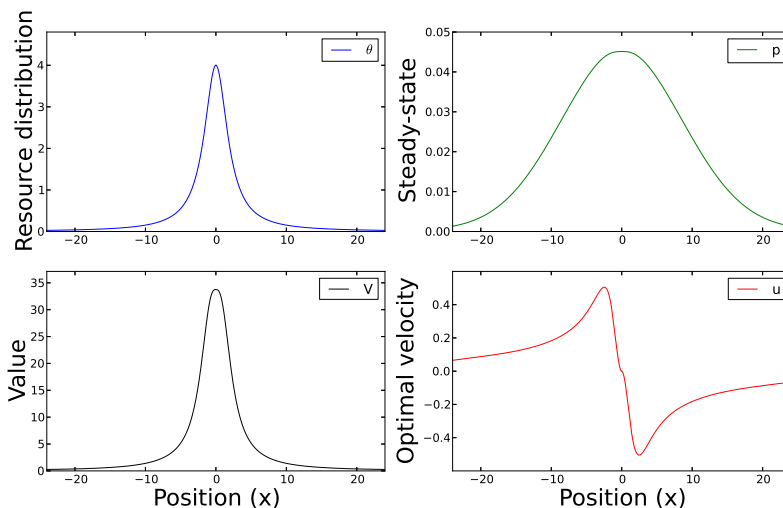 Resource distribution
4
3
2
1
0
−20 −10 0 10 20
θ
Steady-state
0.05
0.04
0.03
0.02
0.01
0.00
−20 −10 0 10 20
p
Value
35
30
25
20
15
10
5
0
−20 −10 0 10 20
V
Position (x)
Optimal velocity
0.4
0.2
0.0
−0.2
−0.4
−20 −10 0 10 20
u
Position (x)